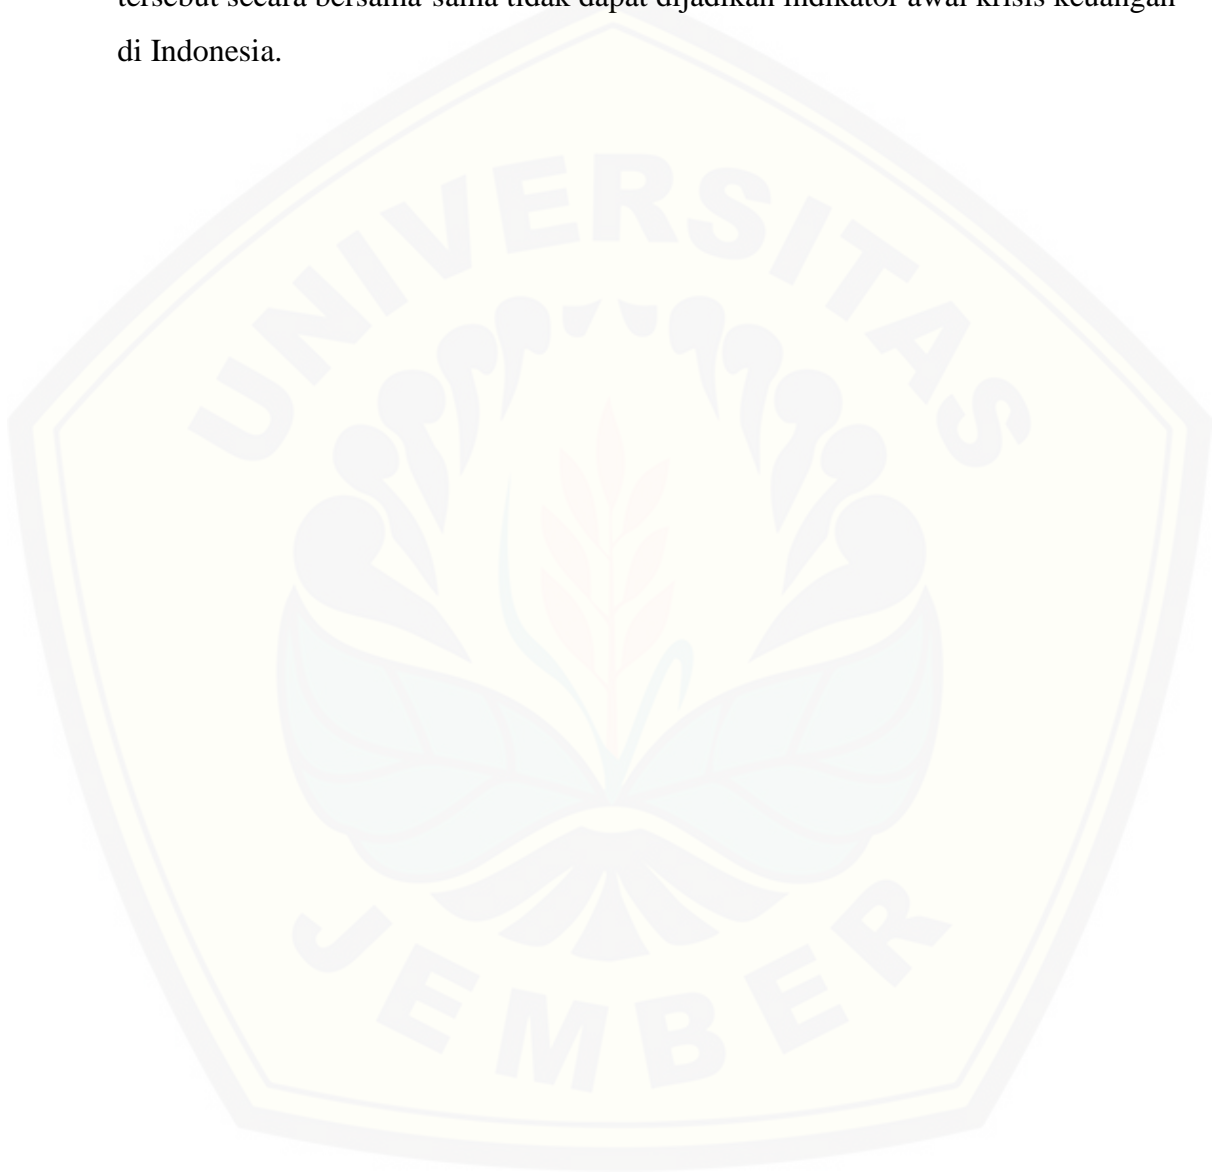 tersebut secara bersama-sama tidak dapat dijadikan indikator awal krisis keuangan
di Indonesia.
UNIVERSITAS
JEMBER